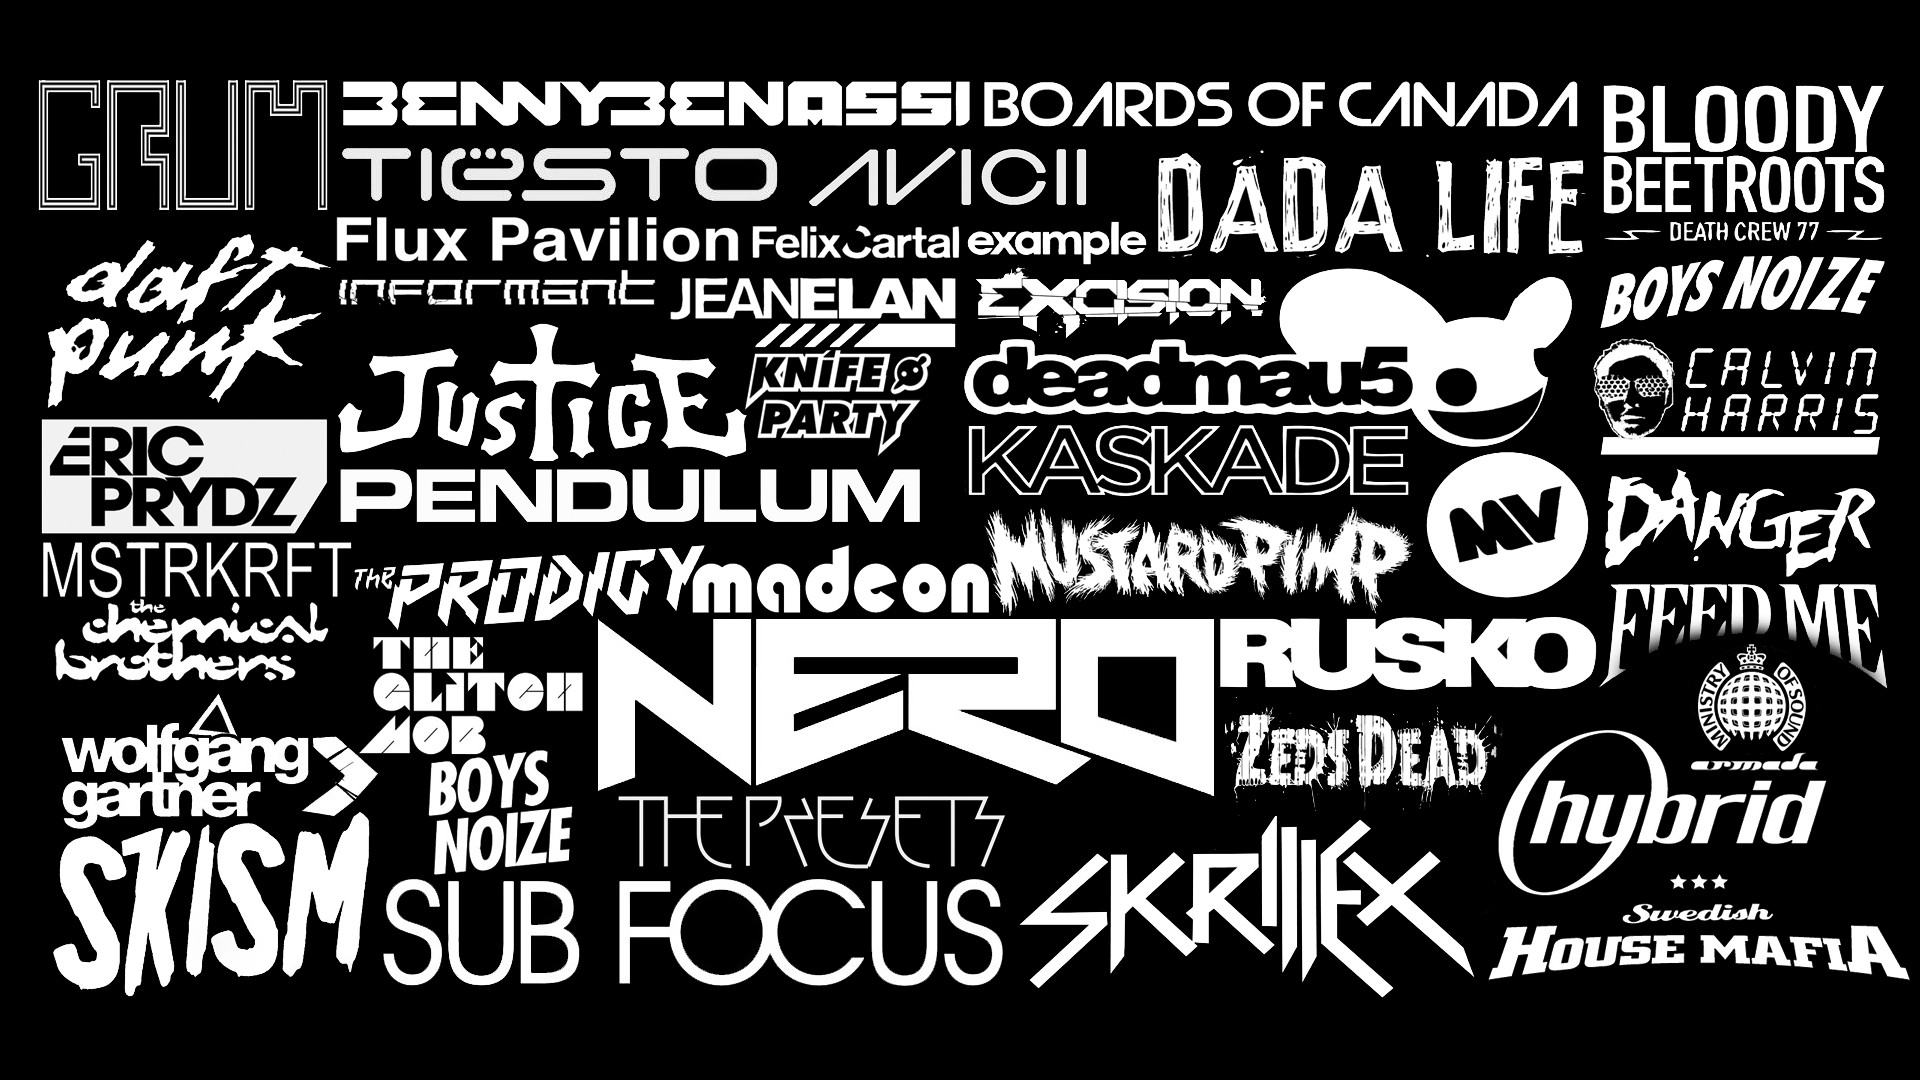 GRUM
BENNYBENASSI
BOARDS OF CANADA
BLOODY
BEETROOTS
DEATH CREW 77
TIËSTO
AVICII
DADA LIFE
Flux Pavilion
FelixCartal
example
daft
punk
informant
JEANELAN
EXCISION
BOYS NOIZE
JUSTICE
KNIFE
PARTY
deadmau5
CALVIN
HARRIS
ERIC
PRYDZ
PENDULUM
KASKADE
MV
DANGER
MSTRKRFT
The PRODIGY
madeon
MUSTARD PIMP
FEED ME
the
chemical
brothers
THE
GLITCH
MOB
NERO
RUSKO
MINISTRY OF SOUND
armada
wolfgang
gartner
BOYS
NOIZE
ZEDS DEAD
hybrid
THE PRESETS
SKISM
SUB FOCUS
SKRILLEX
Swedish
HOUSE MAFIA